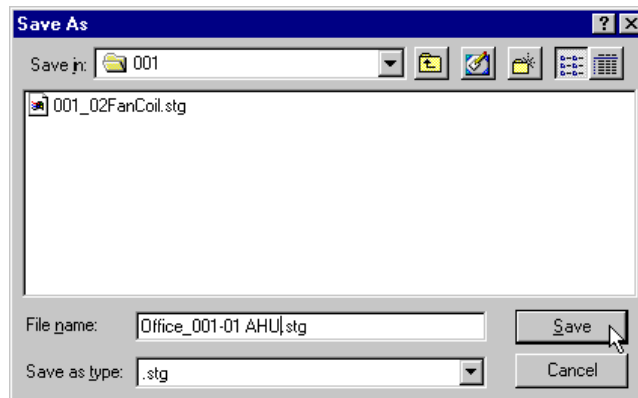 Save As
Save in: 001
001_02FanCoil.stg
File name: Office_001-01 AHU.stg Save
Save as type: .stg Cancel